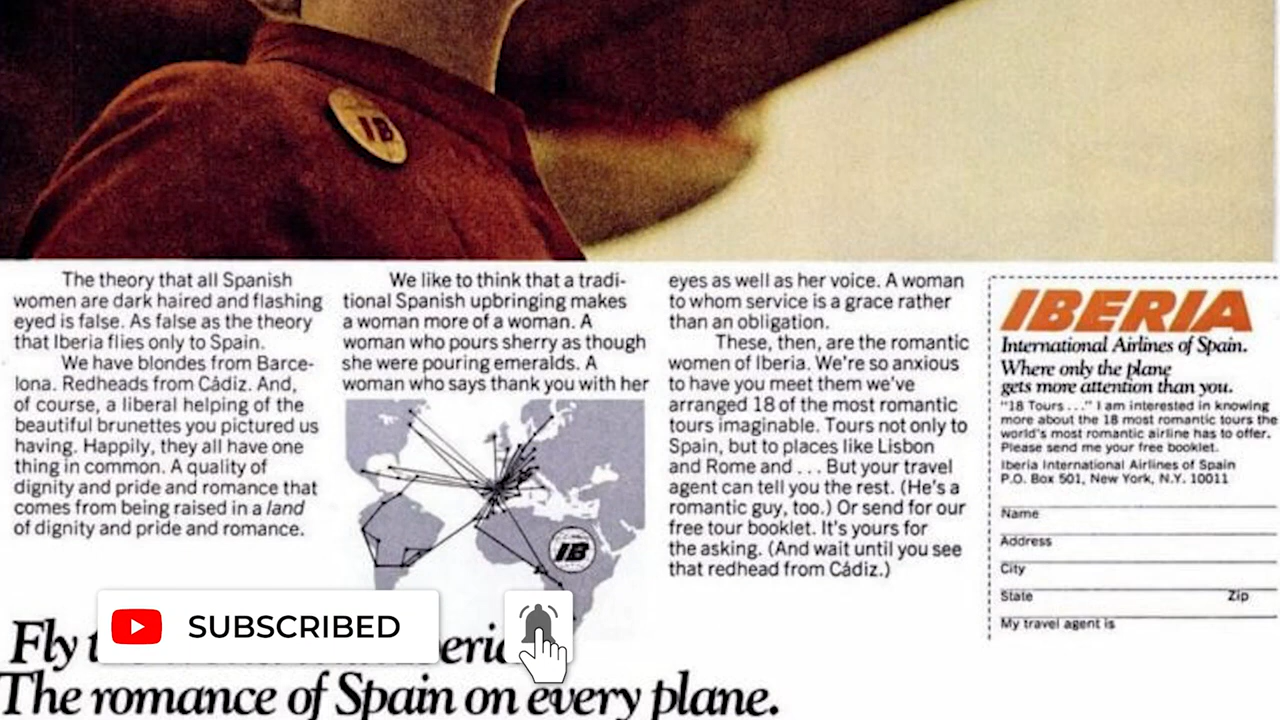 IB
The theory that all Spanish
women are dark haired and flashing
eyed is false. As false as the theory
that Iberia flies only to Spain.
We have blondes from Barce-
lona. Redheads from Cádiz. And,
of course, a liberal helping of the
beautiful brunettes you pictured us
having. Happily, they all have one
thing in common. A quality of
dignity and pride and romance that
comes from being raised in a land
of dignity and pride and romance.
We like to think that a tradi-
tional Spanish upbringing makes
a woman more of a woman. A
woman who pours sherry as though
she were pouring emeralds. A
woman who says thank you with her
IB
eyes as well as her voice. A woman
to whom service is a grace rather
than an obligation.
These, then, are the romantic
women of Iberia. We're so anxious
to have you meet them we've
arranged 18 of the most romantic
tours imaginable. Tours not only to
Spain, but to places like Lisbon
and Rome and . . . But your travel
agent can tell you the rest. (He's a
romantic guy, too.) Or send for our
free tour booklet. It's yours for
the asking. (And wait until you see
that redhead from Cádiz.)
IBERIA
International Airlines of Spain.
Where only the plane
gets more attention than you.
"18 Tours . . ." I am interested in knowing
more about the 18 most romantic tours the
world's most romantic airline has to offer.
Please send me your free booklet.
Iberia International Airlines of Spain
P.O. Box 501, New York, N.Y. 10011
Name
Address
City
State Zip
My travel agent is
SUBSCRIBED
Fly
The romance of Spain on every plane.